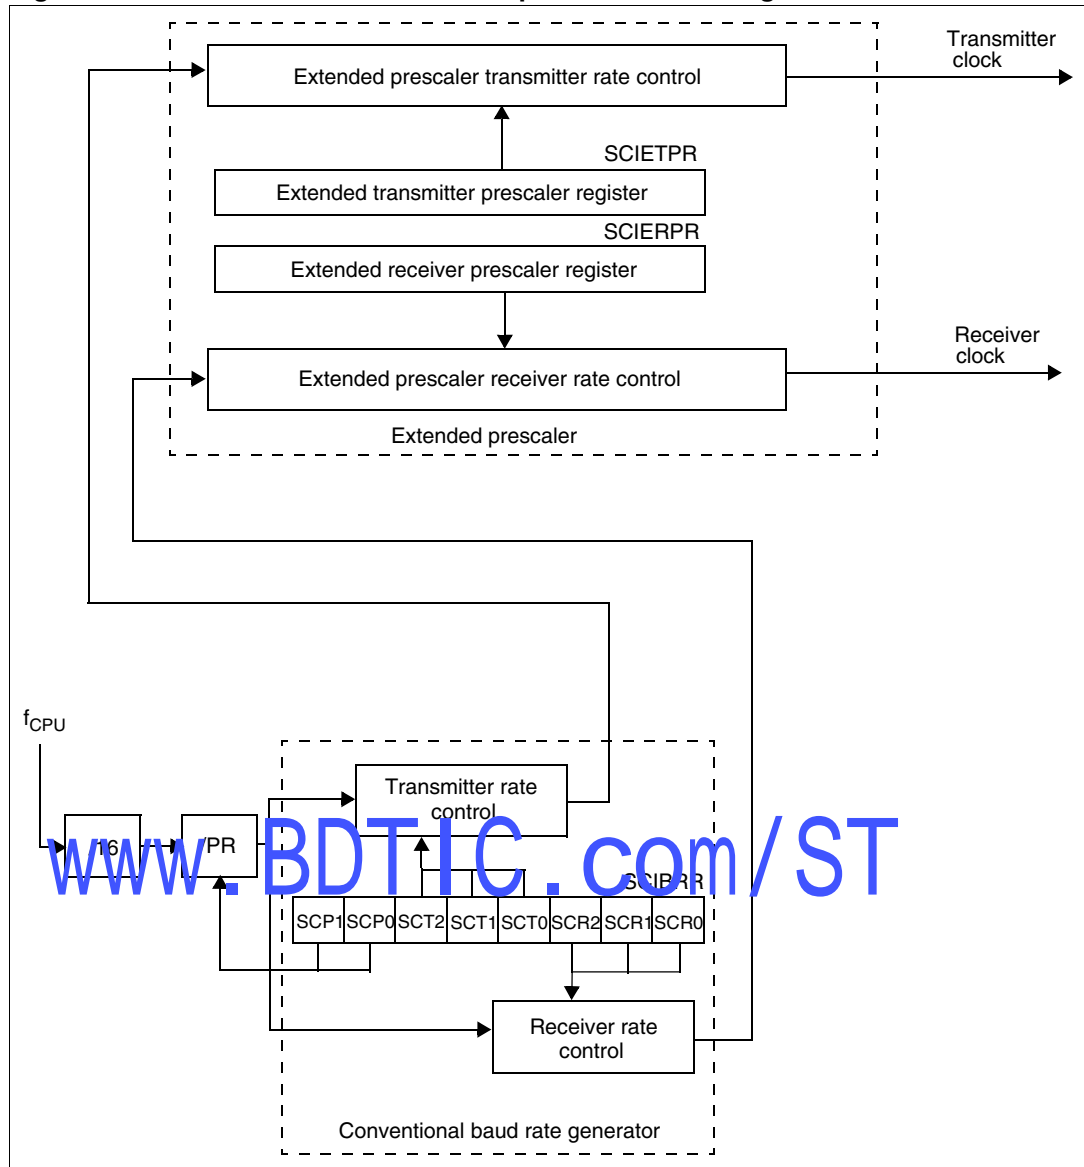 Transmitter
clock
Extended prescaler transmitter rate control
SCIETPR
Extended transmitter prescaler register
SCIERPR
Extended receiver prescaler register
Receiver
clock
Extended prescaler receiver rate control
Extended prescaler
fCPU
Transmitter rate
control
/PR
www.BDTIC.com/ST
SCP1 SCP0 SCT2 SCT1 SCT0 SCR2 SCR1 SCR0
Receiver rate
control
Conventional baud rate generator